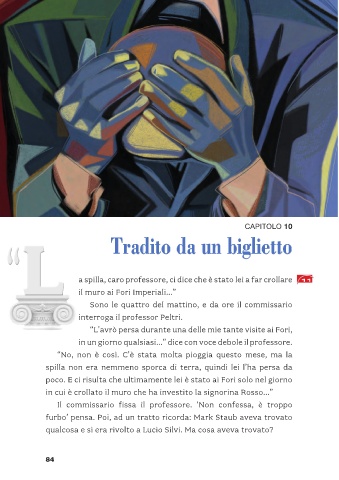 CAPITOLO 10
Tradito da un biglietto
“La spilla, caro professore, ci dice che è stato lei a far crollare
il muro ai Fori Imperiali...”
Sono le quattro del mattino, e da ore il commissario
interroga il professor Peltri.
“L’avrò persa durante una delle mie tante visite ai Fori,
in un giorno qualsiasi...” dice con voce debole il professore.
“No, non è così. C’è stata molta pioggia questo mese, ma la
spilla non era nemmeno sporca di terra, quindi lei l’ha persa da
poco. E ci risulta che ultimamente lei è stato ai Fori solo nel giorno
in cui è crollato il muro che ha investito la signorina Rosso...”
Il commissario fissa il professore. ‘Non confessa, è troppo
furbo’ pensa. Poi, ad un tratto ricorda: Mark Staub aveva trovato
qualcosa e si era rivolto a Lucio Silvi. Ma cosa aveva trovato?
84